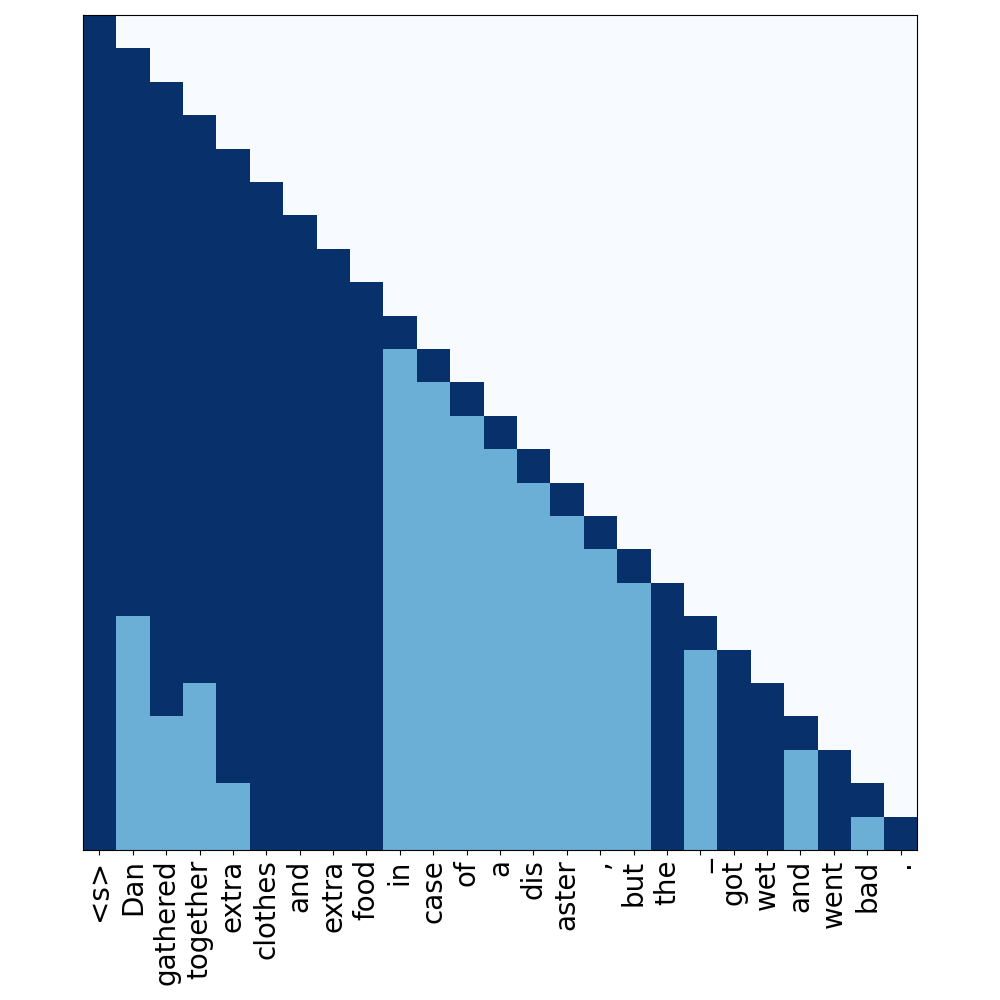 <s> Dan gathered together extra clothes and extra food in case of a dis aster , but the _ got wet and went bad .